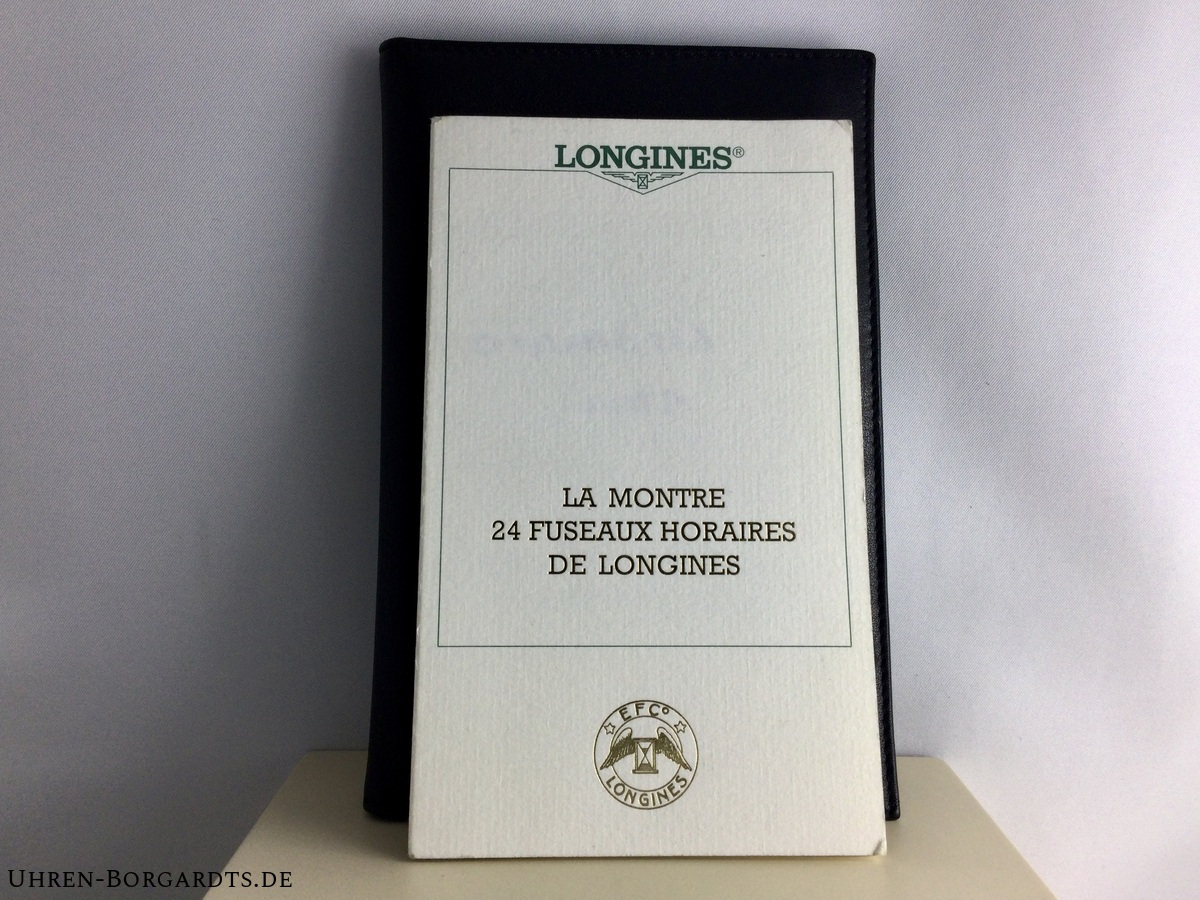 LONGINES®
LA MONTRE
24 FUSEAUX HORAIRES
DE LONGINES
EFCº
LONGINES
UHREN-BORGARDTS.DE